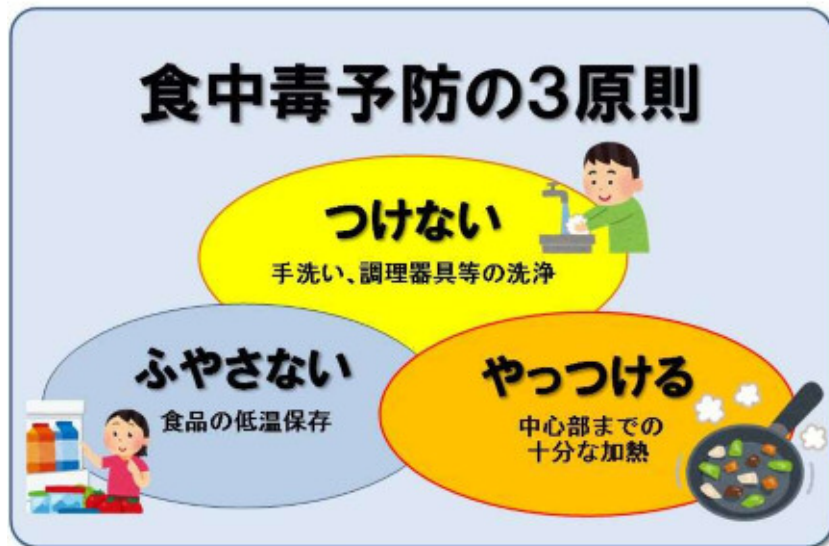 食中毒予防の3原則
つけない
手洗い、調理器具等の洗浄
ふやさない
食品の低温保存
やっつける
中心部までの
十分な加熱